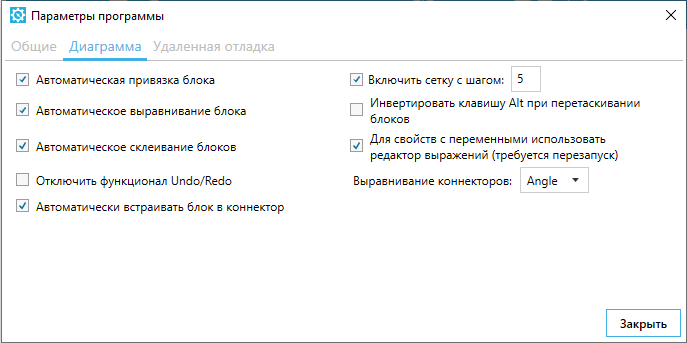 Параметры программы
Общие Диаграмма Удаленная отладка
Автоматическая привязка блока
Включить сетку с шагом: 5
Автоматическое выравнивание блока
Инвертировать клавишу Alt при перетаскивании
блоков
Автоматическое склеивание блоков
Для свойств с переменными использовать
редактор выражений (требуется перезапуск)
Отключить функционал Undo/Redo
Выравнивание коннекторов: Angle
Автоматически встраивать блок в коннектор
Закрыть